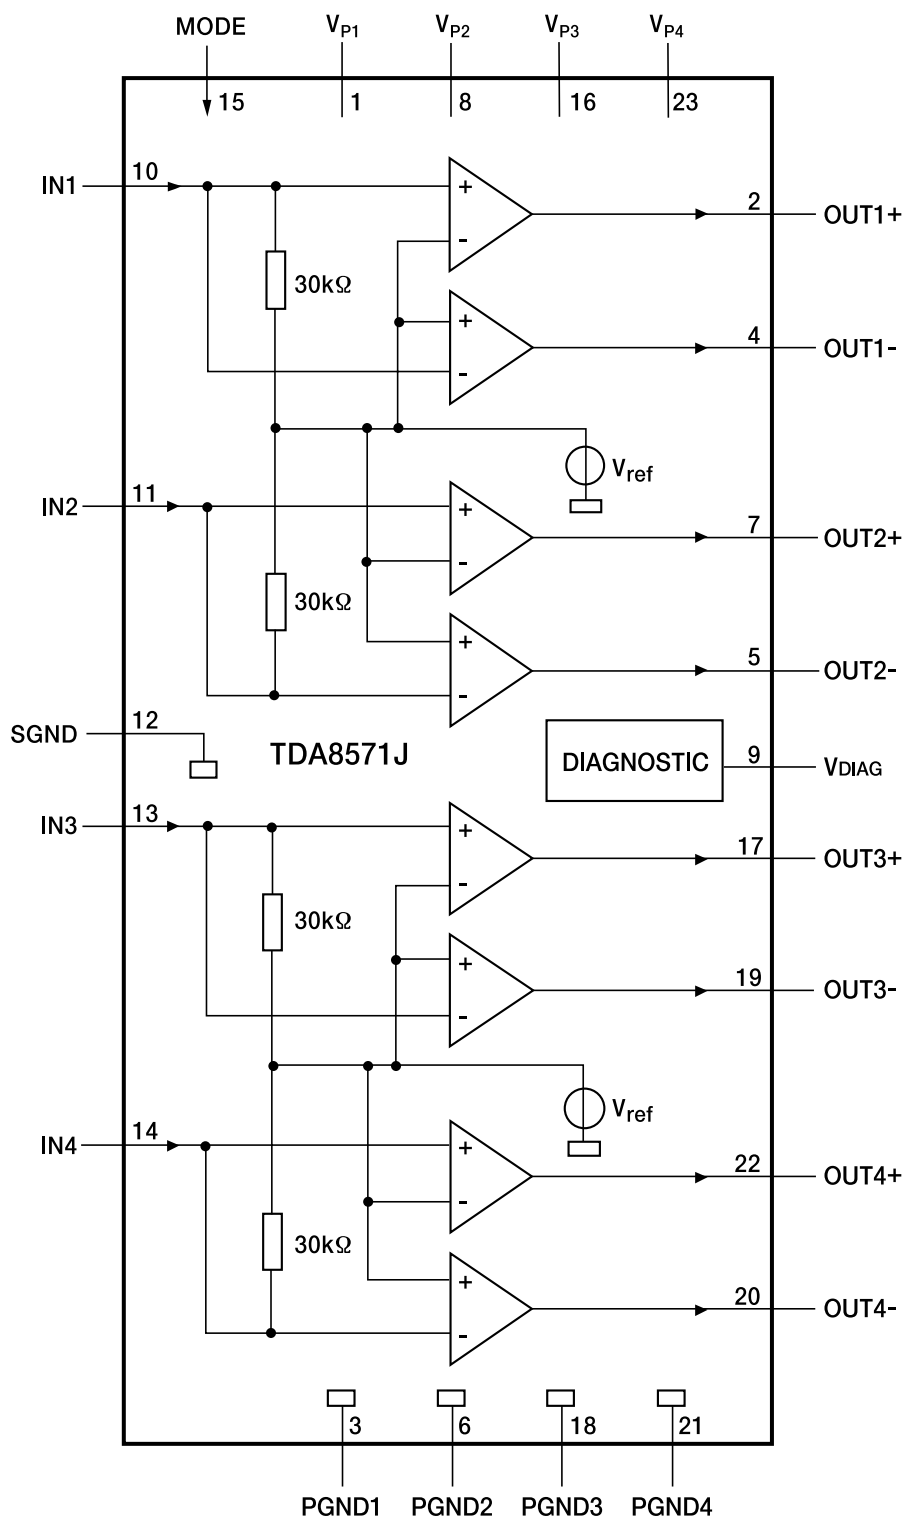 MODE VP1 VP2 VP3 VP4
15 1 8 16 23
IN1 10
+
-
2 OUT1+
30kΩ
+
-
4 OUT1-
Vref
IN2 11
+
-
7 OUT2+
30kΩ
+
-
5 OUT2-
SGND 12
TDA8571J
DIAGNOSTIC
9 VDIAG
IN3 13
+
-
17 OUT3+
30kΩ
+
-
19 OUT3-
Vref
IN4 14
+
-
22 OUT4+
30kΩ
+
-
20 OUT4-
3 6 18 21
PGND1 PGND2 PGND3 PGND4